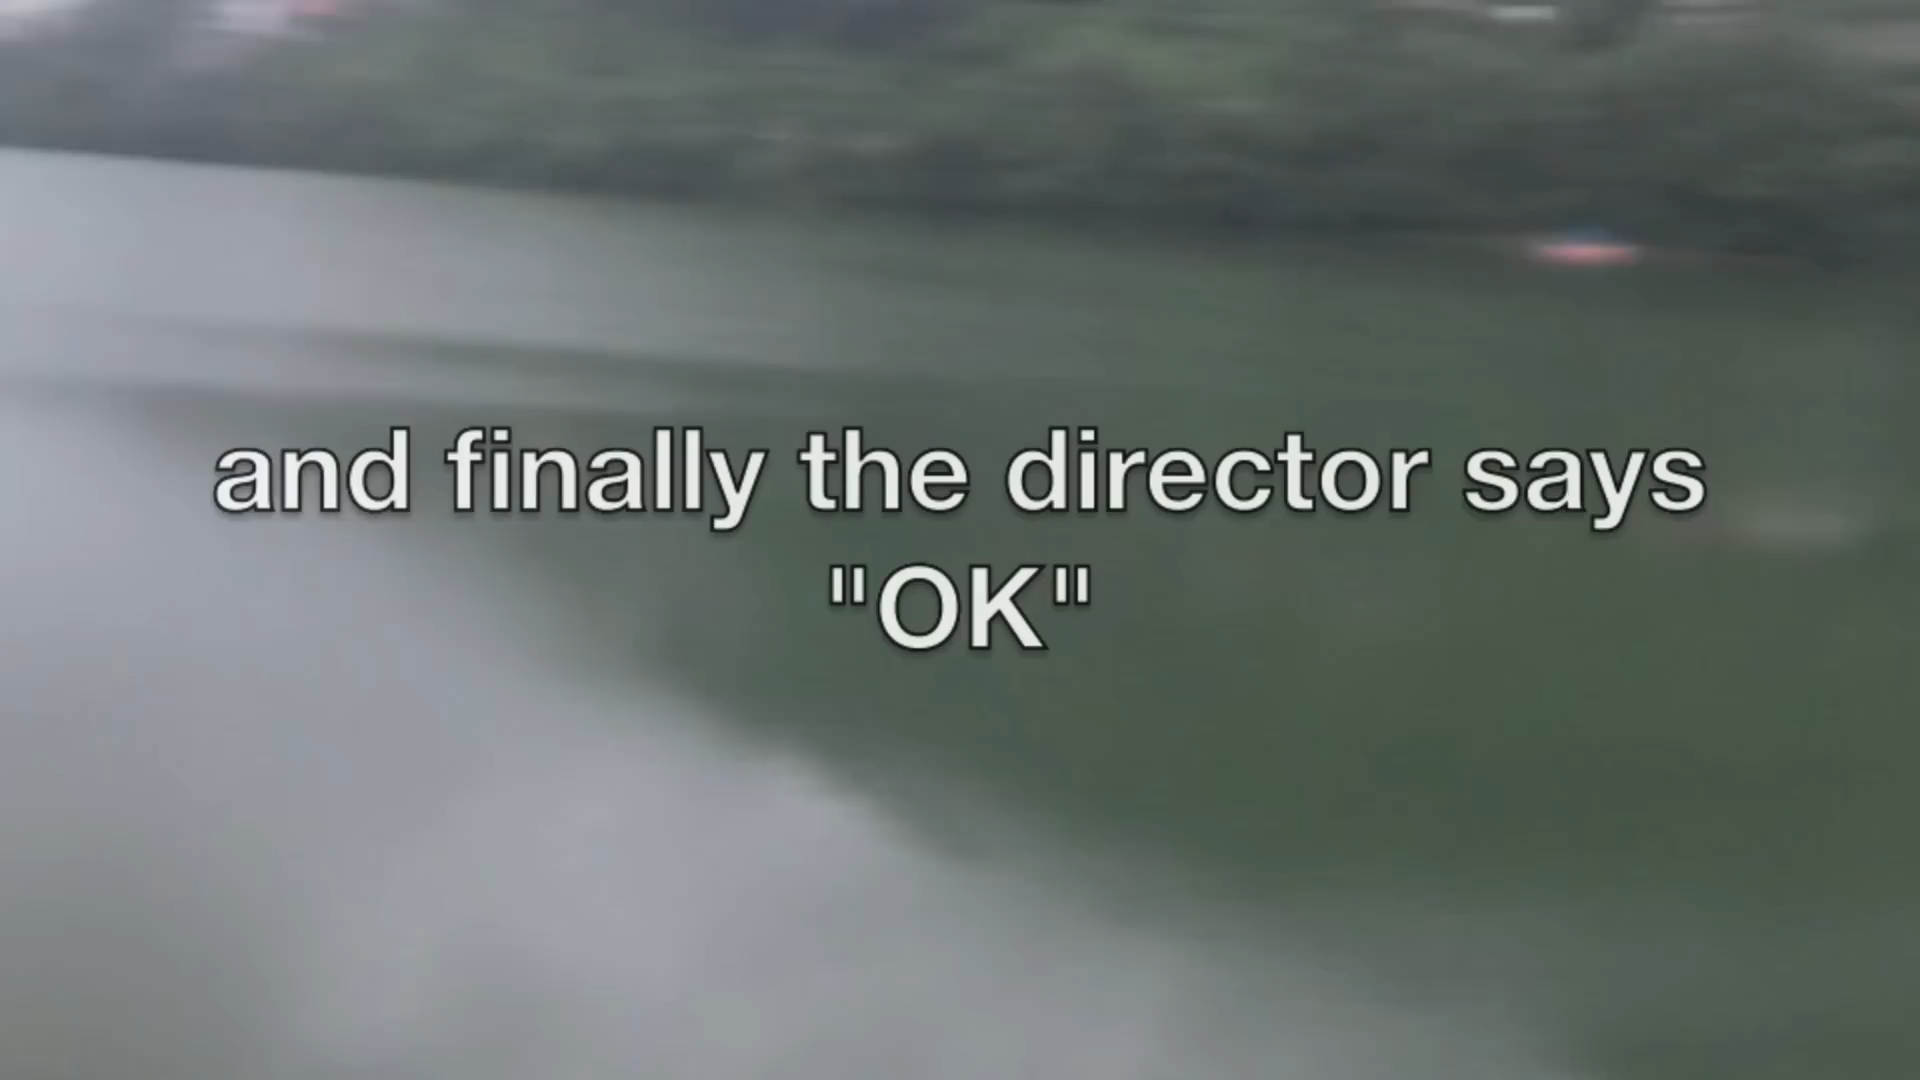 and finally the director says
"OK"